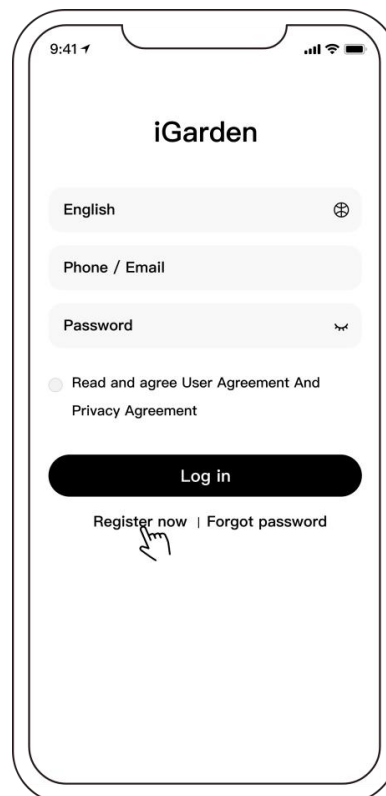 9:41
iGarden
English
Phone / Email
Password
Read and agree User Agreement And
Privacy Agreement
Log in
Register now | Forgot password